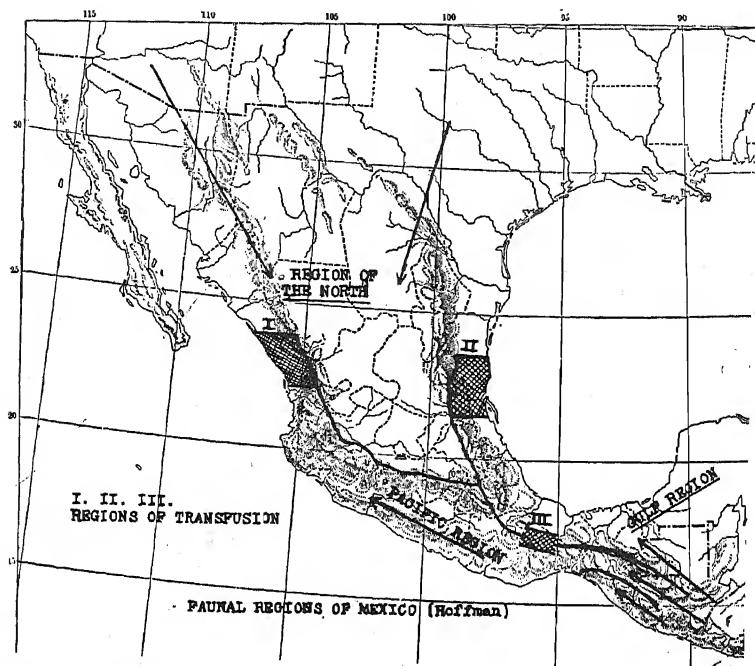 115 110 105 100 95 90
30
REGION OF
THE NORTH
25
I
II
20
I. II. III.
REGIONS OF TRANSFUSION
PACIFIC REGION
III
GULF REGION
15
FAUNAL REGIONS OF MEXICO (Hoffman)